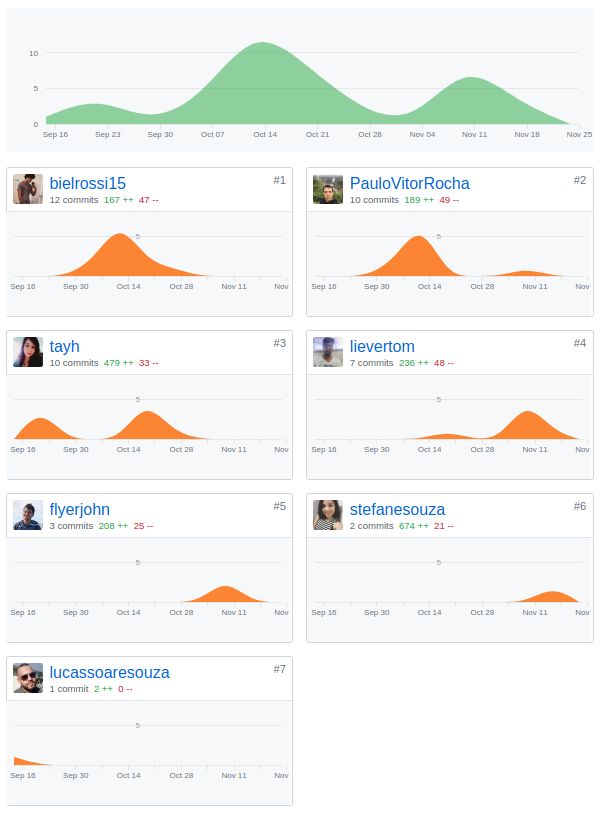 10
5
0
Sep 16 Sep 23 Sep 30 Oct 07 Oct 14 Oct 21 Oct 28 Nov 04 Nov 11 Nov 18 Nov 25
bielrossi15 #1
12 commits 167 ++ 47 --
5
Sep 16 Sep 30 Oct 14 Oct 28 Nov 11 Nov
PauloVitorRocha #2
10 commits 189 ++ 49 --
5
Sep 16 Sep 30 Oct 14 Oct 28 Nov 11 Nov
tayh #3
10 commits 479 ++ 33 --
5
Sep 16 Sep 30 Oct 14 Oct 28 Nov 11 Nov
lievertom #4
7 commits 236 ++ 48 --
5
Sep 16 Sep 30 Oct 14 Oct 28 Nov 11 Nov
flyerjohn #5
3 commits 208 ++ 25 --
5
Sep 16 Sep 30 Oct 14 Oct 28 Nov 11 Nov
stefanesouza #6
2 commits 674 ++ 21 --
5
Sep 16 Sep 30 Oct 14 Oct 28 Nov 11 Nov
lucassoaresouza #7
1 commit 2 ++ 0 --
5
Sep 16 Sep 30 Oct 14 Oct 28 Nov 11 Nov